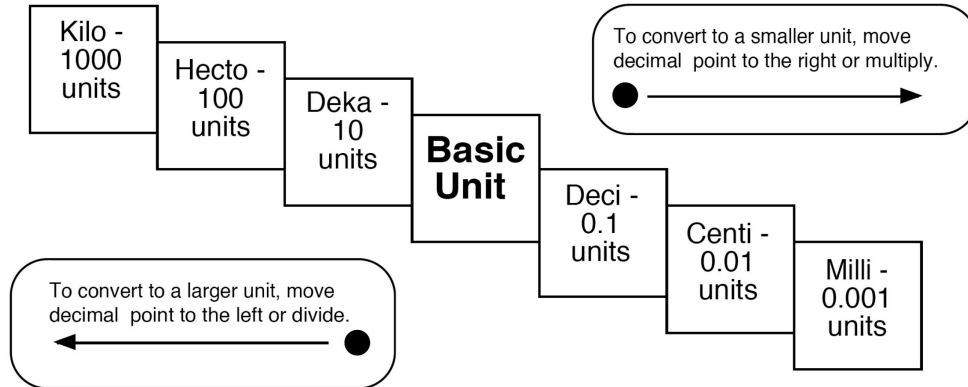 Kilo -
1000
units
Hecto -
100
units
Deka -
10
units
Basic
Unit
Deci -
0.1
units
Centi -
0.01
units
Milli -
0.001
units
To convert to a smaller unit, move
decimal point to the right or multiply.
To convert to a larger unit, move
decimal point to the left or divide.